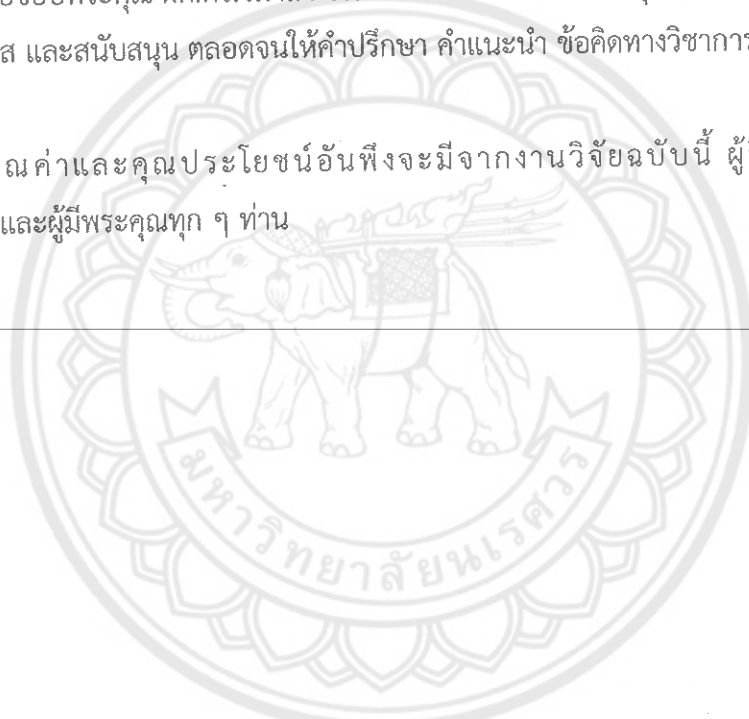 ส และสนับสนุน ตลอดจนให้คำปรึกษา คำแนะนำ ข้อคิดทางวิชาการ
ณค่าและคุณประโยชน์อันพึงจะมีจากงานวิจัยฉบับนี้ ผู้
และผู้มีพระคุณทุก ๆ ท่าน
มหาวิทยาลัยนเรศวร